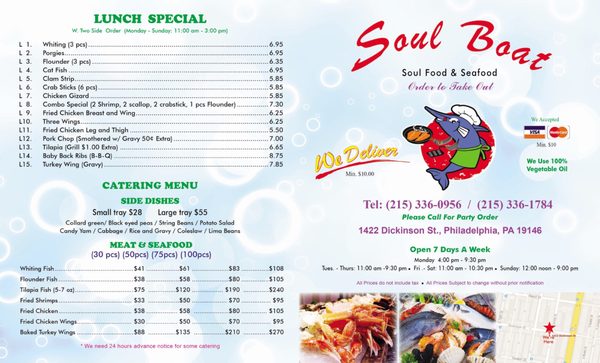 LUNCH SPECIAL
W. Two Side Order (Monday - Sunday: 11:00 am - 3:00 pm)
L 1. Whiting (3 pcs) 6.95
L 2. Porgies 6.95
L 3. Flounder (3 pcs) 6.35
L 4. Cat Fish 6.95
L 5. Clam Strip 5.85
L 6. Crab Sticks (6 pcs) 5.85
L 7. Chicken Gizard 5.85
L 8. Combo Special (2 Shrimp, 2 scallop, 2 crabstick, 1 pcs Flounder) 7.30
L 9. Fried Chicken Breast and Wing 6.25
L10. Three Wings 6.25
L11. Fried Chicken Leg and Thigh 5.50
L12. Pork Chop (Smothered w/ Gravy 50¢ Extra) 7.00
L13. Tilapia (Grill $1.00 Extra) 6.65
L14. Baby Back Ribs (B-B-Q) 8.75
L15. Turkey Wing (Gravy) 7.85
CATERING MENU
SIDE DISHES
Small tray $28 Large tray $55
Collard green/ Black eyed peas / String Beans / Potato Salad
Candy Yam / Cabbage / Rice and Gravy / Coleslaw / Lima Beans
MEAT & SEAFOOD
(30 pcs) (50pcs) (75pcs) (100pcs)
Whiting Fish $41 $61 $83 $108
Flounder Fish $38 $58 $80 $105
Tilapia Fish (5-7 oz) $75 $120 $190 $240
Fried Shrimps $33 $50 $70 $95
Fried Chicken $38 $58 $80 $105
Fried Chicken Wings $30 $50 $70 $95
Baked Turkey Wings $88 $135 $210 $270
* We need 24 hours advance notice for some catering
Soul Boat
Soul Food & Seafood
Order to Take Out
We Deliver
Min. $10.00
We Accepted
VISA MasterCard
Min. $10
We Use 100%
Vegetable Oil
Tel: (215) 336-0956 / (215) 336-1784
Please Call For Party Order
1422 Dickinson St., Philadelphia, PA 19146
Open 7 Days A Week
Monday 4:00 pm - 9:30 pm
Tues. - Thurs: 11:00 am -9:30 pm • Fri - Sat: 11:00 am - 10:30 pm • Sunday: 12:00 noon - 9:00 pm
All Prices do not include tax • All Prices Subject to change without prior notification
We're
Here